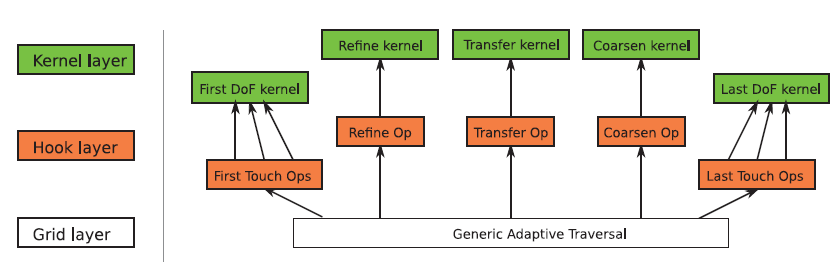 Kernel layer
Hook layer
Grid layer
Refine kernel
Transfer kernel
Coarsen kernel
First DoF kernel
Last DoF kernel
Refine Op
Transfer Op
Coarsen Op
First Touch Ops
Last Touch Ops
Generic Adaptive Traversal